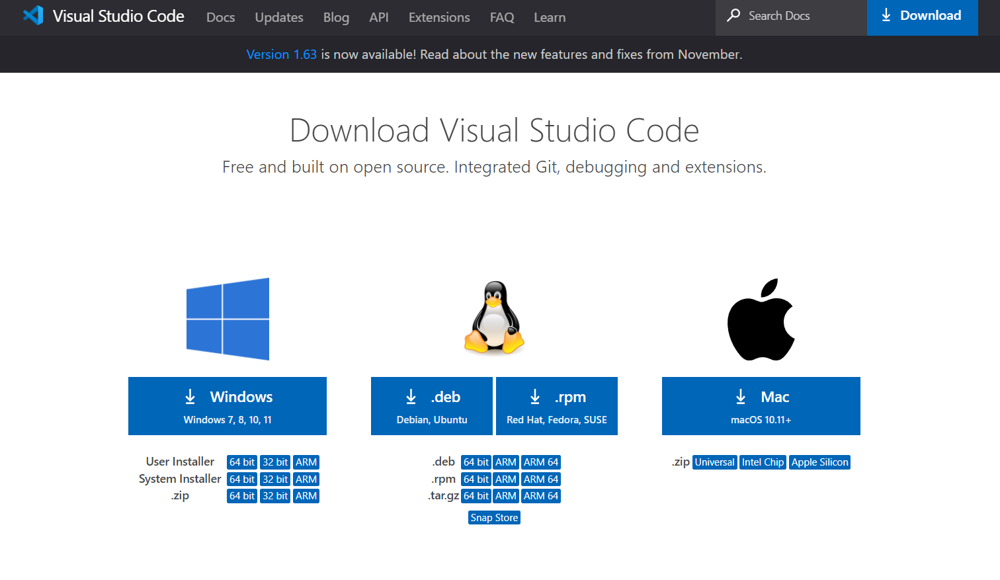 Visual Studio Code Docs Updates Blog API Extensions FAQ Learn Search Docs Download
Version 1.63 is now available! Read about the new features and fixes from November.
Download Visual Studio Code
Free and built on open source. Integrated Git, debugging and extensions.
Windows
Windows 7, 8, 10, 11
User Installer 64 bit 32 bit ARM
System Installer 64 bit 32 bit ARM
.zip 64 bit 32 bit ARM
.deb
Debian, Ubuntu
.rpm
Red Hat, Fedora, SUSE
.deb 64 bit ARM ARM 64
.rpm 64 bit ARM ARM 64
.tar.gz 64 bit ARM ARM 64
Snap Store
Mac
macOS 10.11+
.zip Universal Intel Chip Apple Silicon